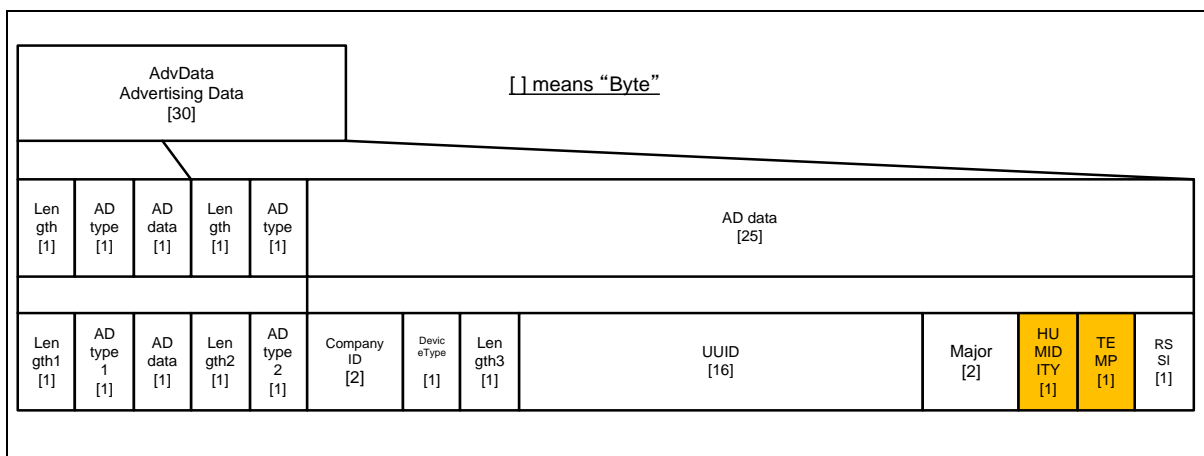 AdvData
Advertising Data
[30]
[ ] means “Byte”
Len
gth
[1]
AD
type
[1]
AD
data
[1]
Len
gth
[1]
AD
type
[1]
AD data
[25]
Len
gth1
[1]
AD
type
1
[1]
AD
data
[1]
Len
gth2
[1]
AD
type
2
[1]
Company
ID
[2]
Devic
eType
[1]
Len
gth3
[1]
UUID
[16]
Major
[2]
HU
MID
ITY
[1]
TE
MP
[1]
RS
SI
[1]